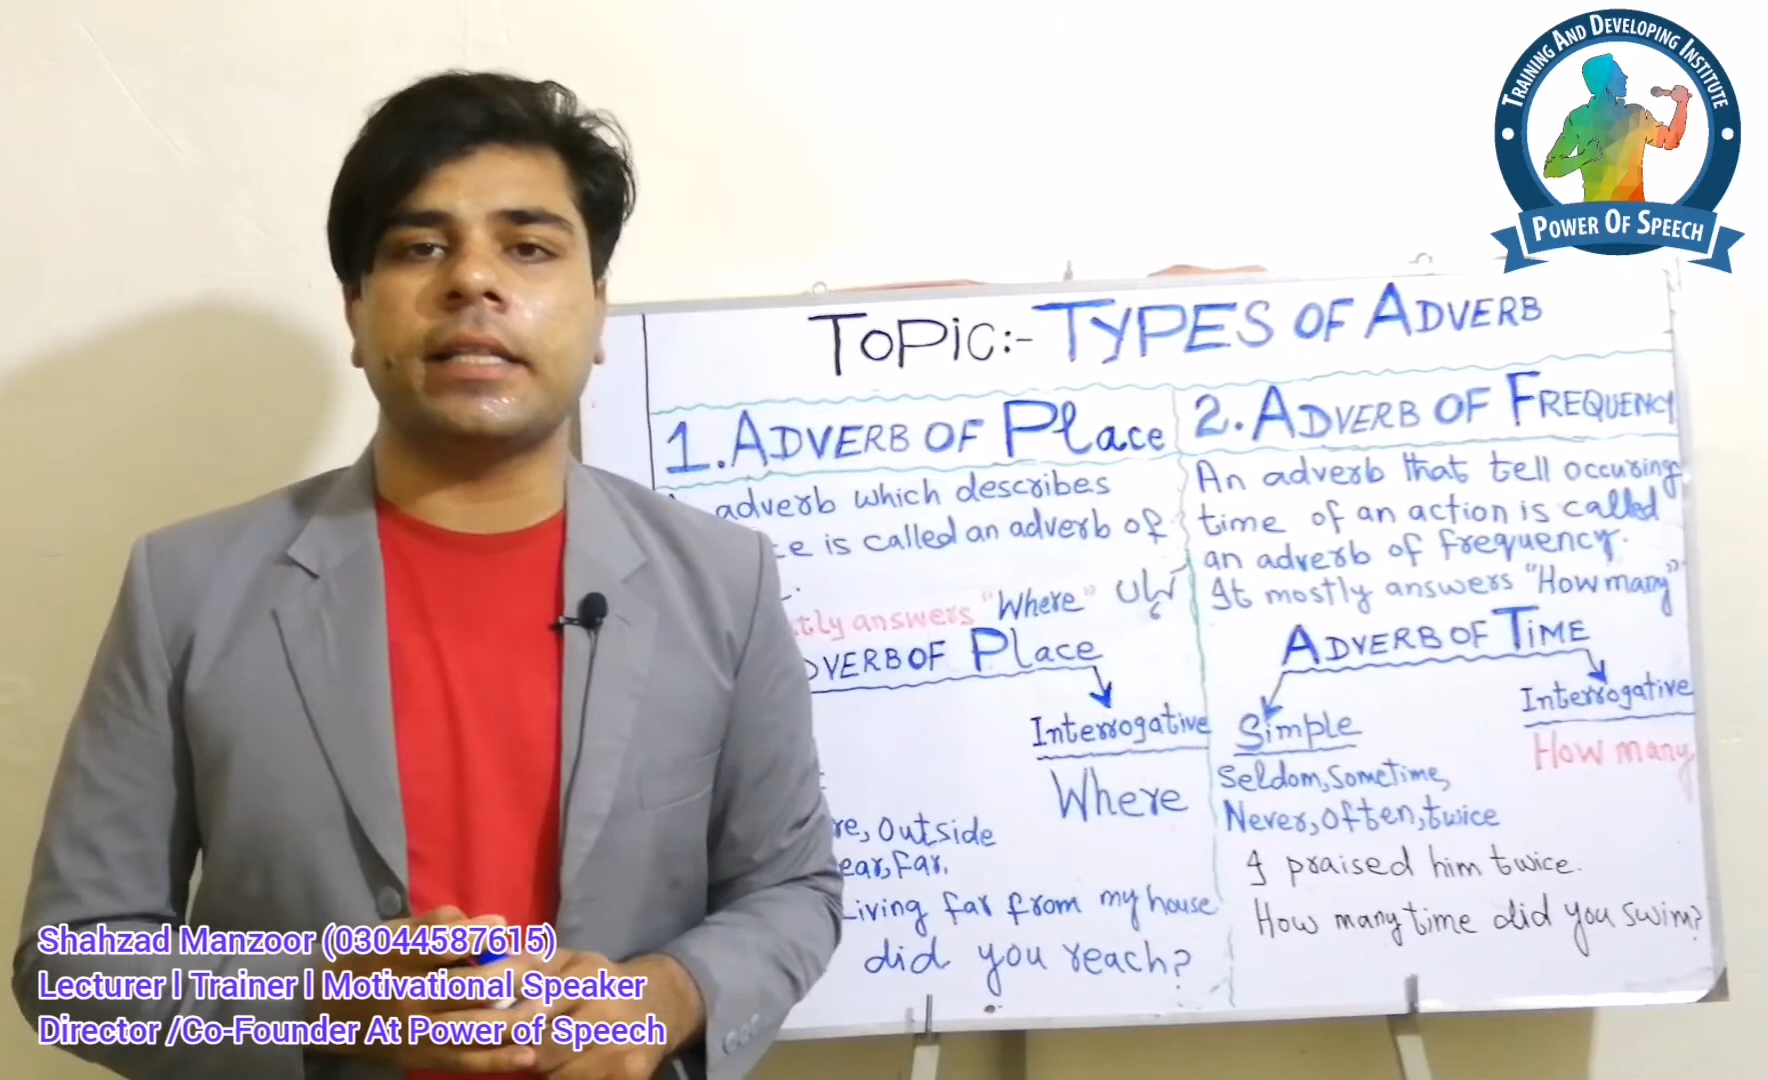 TRAINING AND DEVELOPING INSTITUTE
POWER OF SPEECH
TOPIC:- TYPES OF ADVERB
1. ADVERB OF Place
adverb which describes
is called an adverb of
answers "Where" کہاں
OF Place
Interrogative
Where
Outside
far,
Living far from my house
did you reach?
2. ADVERB OF FREQUENCY
An adverb that tell occuring
time of an action is called
an adverb of frequency.
It mostly answers "How many"
ADVERB OF TIME
Simple
Interrogative
How many
Seldom, Sometime,
Never, Often, twice
I praised him twice.
How many time did you swim?
Shahzad Manzoor (03044587615)
Lecturer l Trainer l Motivational Speaker
Director /Co-Founder At Power of Speech